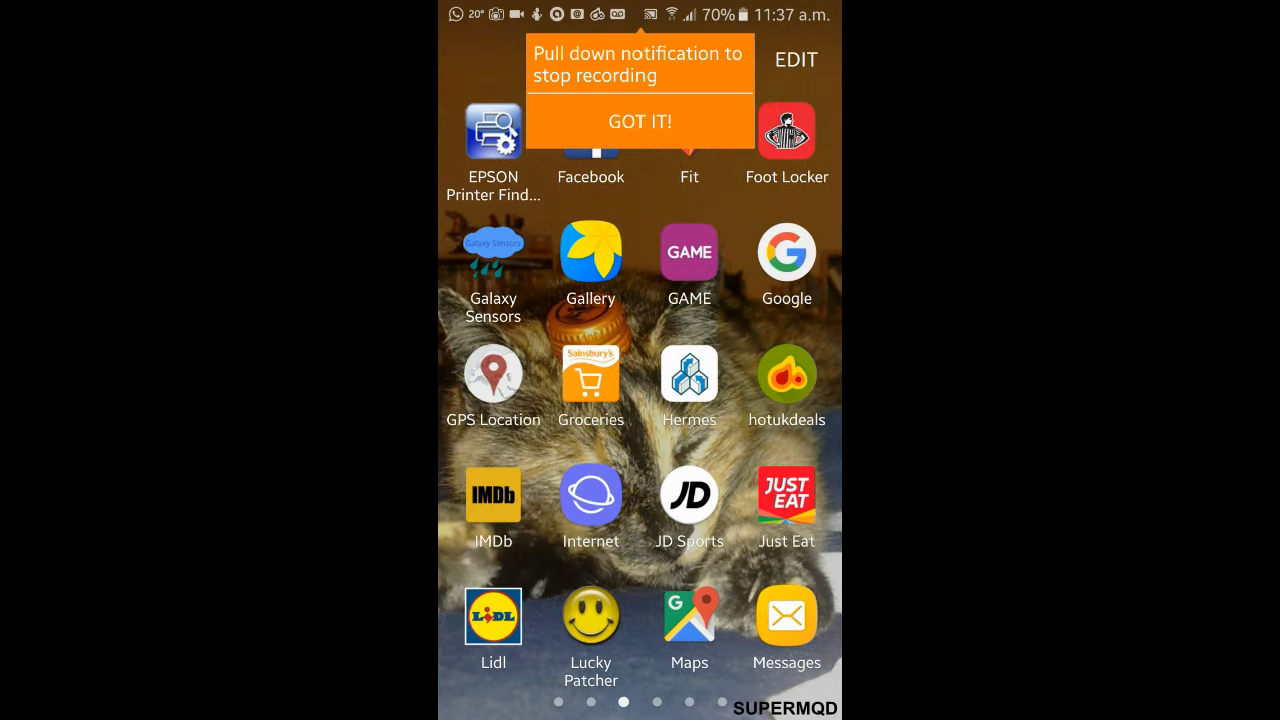 20° 70% 11:37 a.m.
Pull down notification to
stop recording
EDIT
GOT IT!
EPSON
Printer Find...
Facebook
Fit
Foot Locker
Galaxy Sensors
GAME
G
Galaxy
Sensors
Gallery
GAME
Google
Sainsbury's
GPS Location
Groceries
Hermes
hotukdeals
IMDb
JD
JUST
EAT
IMDb
Internet
JD Sports
Just Eat
LIDL
G
Lidl
Lucky
Patcher
Maps
Messages
SUPERMQD